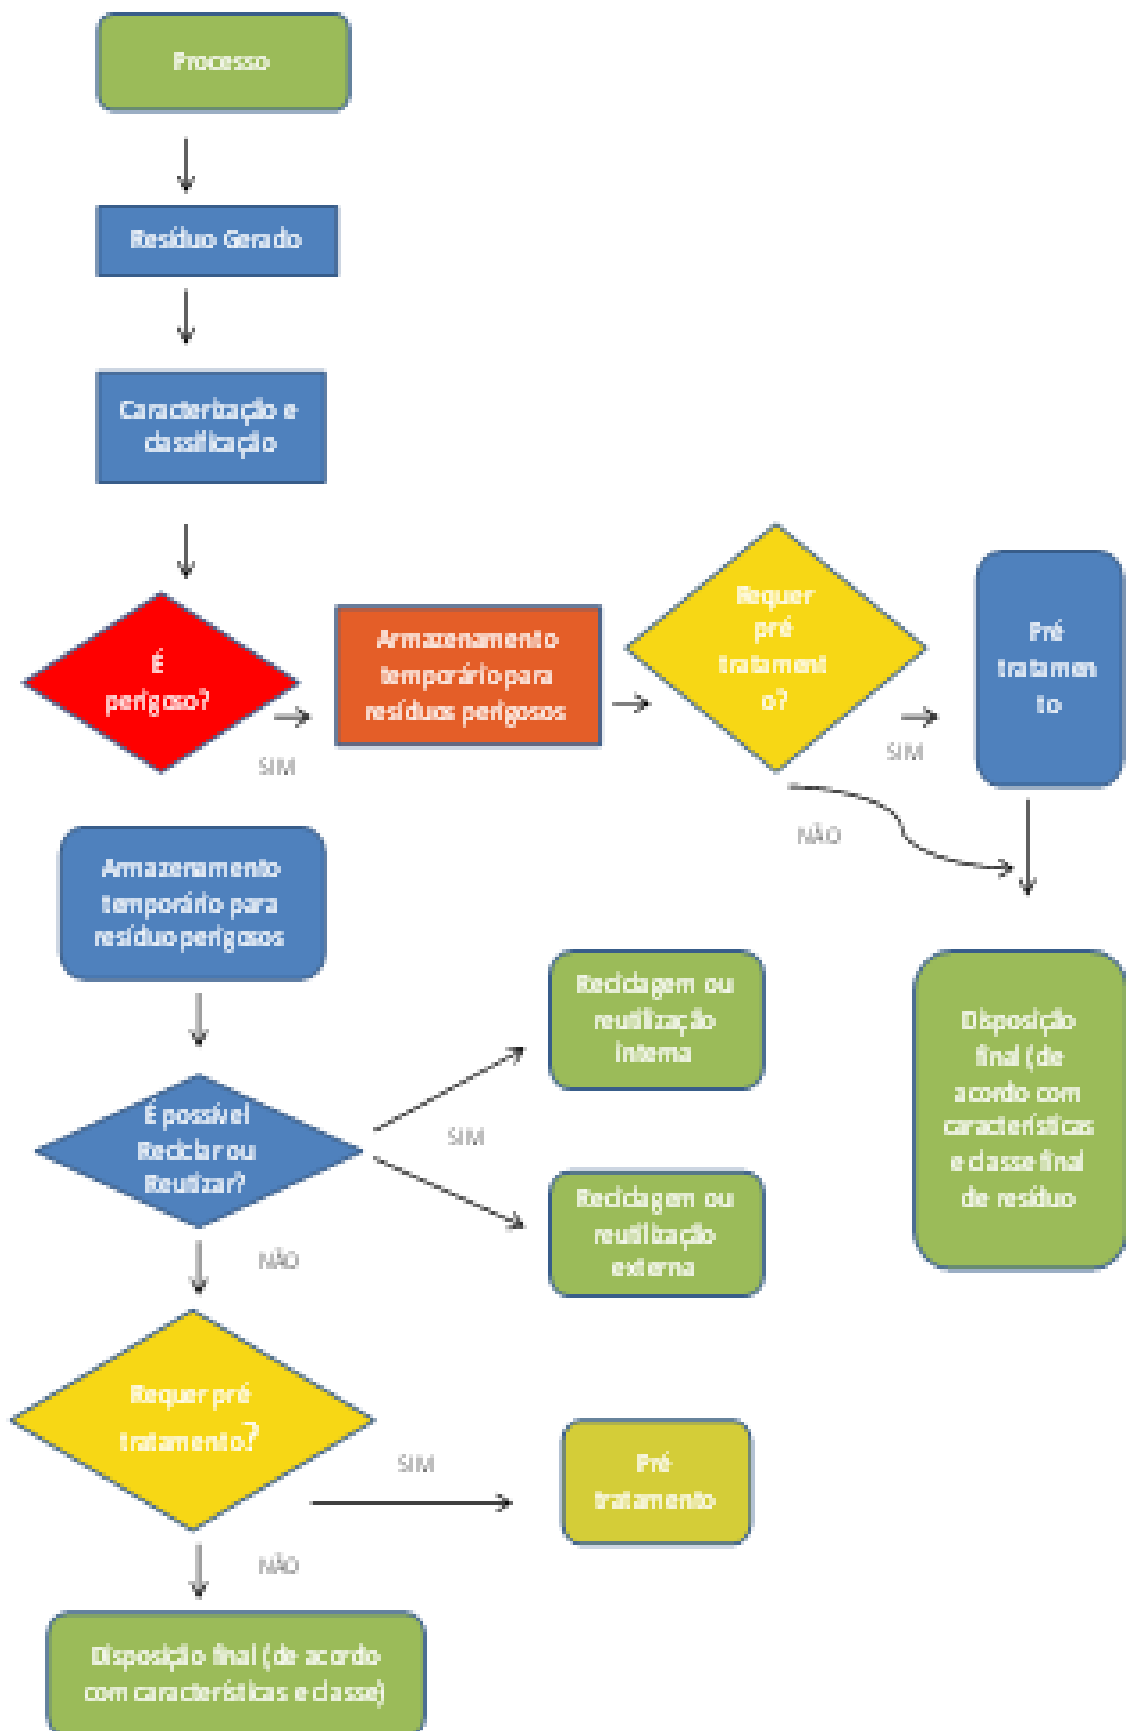 Processo
Resíduo Gerado
Caracterização e
classificação
É
perigoso?
SIM
Armazenamento
temporário para
resíduos perigosos
Requer
pré
tratament
o?
SIM
NÃO
Pré
tratamen
to
Armazenamento
temporário para
resíduo perigosos
É possível
Reciclar ou
Reutizar?
SIM
NÃO
Reciclagem ou
reutilização
interna
Reciclagem ou
reutilização
externa
Disposição
final (de
acordo com
características
e classe final
de resíduo
Requer pré
tratamento?
SIM
NÃO
Pré
tratamento
Disposição final (de acordo
com características e classe)